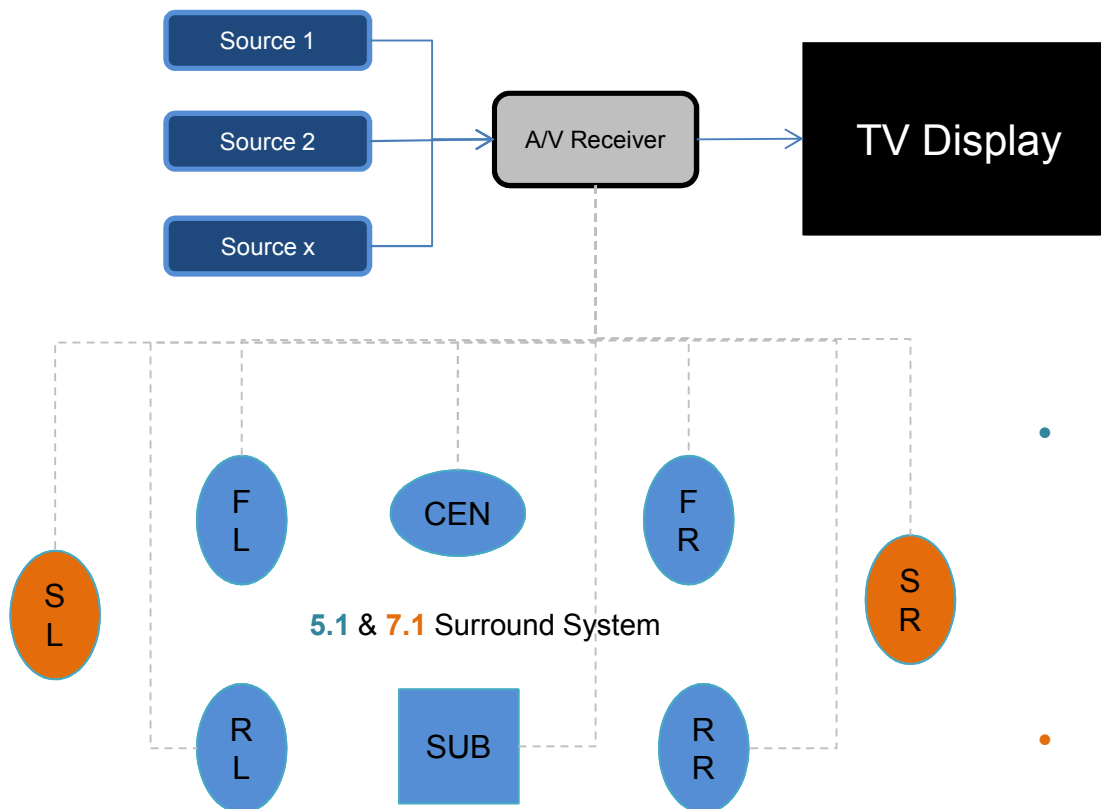 Source 1
Source 2
Source x
A/V Receiver
TV Display
F
L
CEN
F
R
S
L
S
R
5.1 & 7.1 Surround System
R
L
SUB
R
R